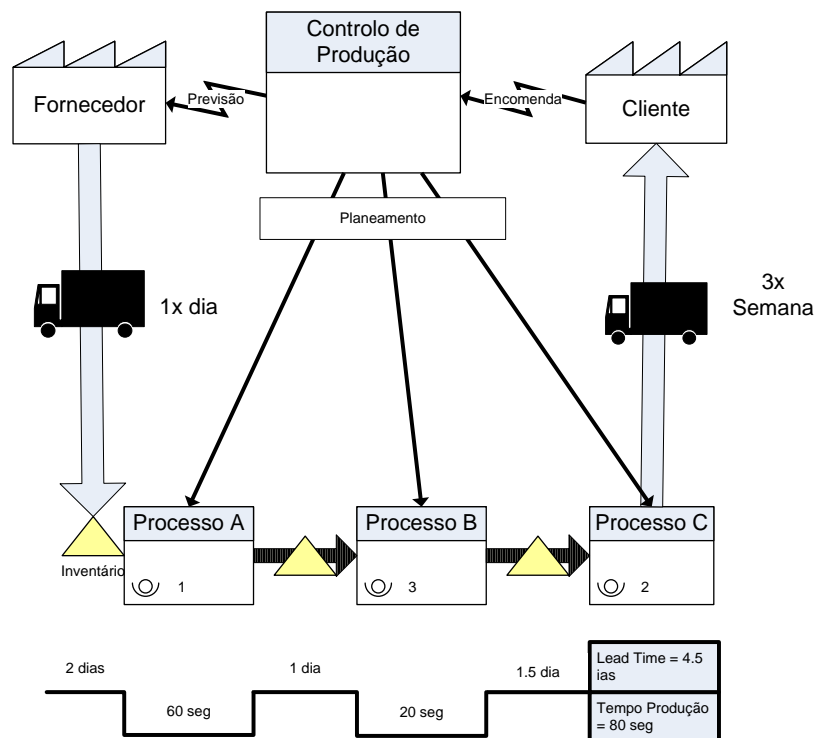 Controlo de
Produção
Fornecedor
Previsão
Encomenda
Cliente
Planeamento
1x dia
3x
Semana
Processo A
Processo B
Processo C
Inventário
1
3
2
2 dias
1 dia
1.5 dia
Lead Time = 4.5
ias
60 seg
20 seg
Tempo Produção
= 80 seg